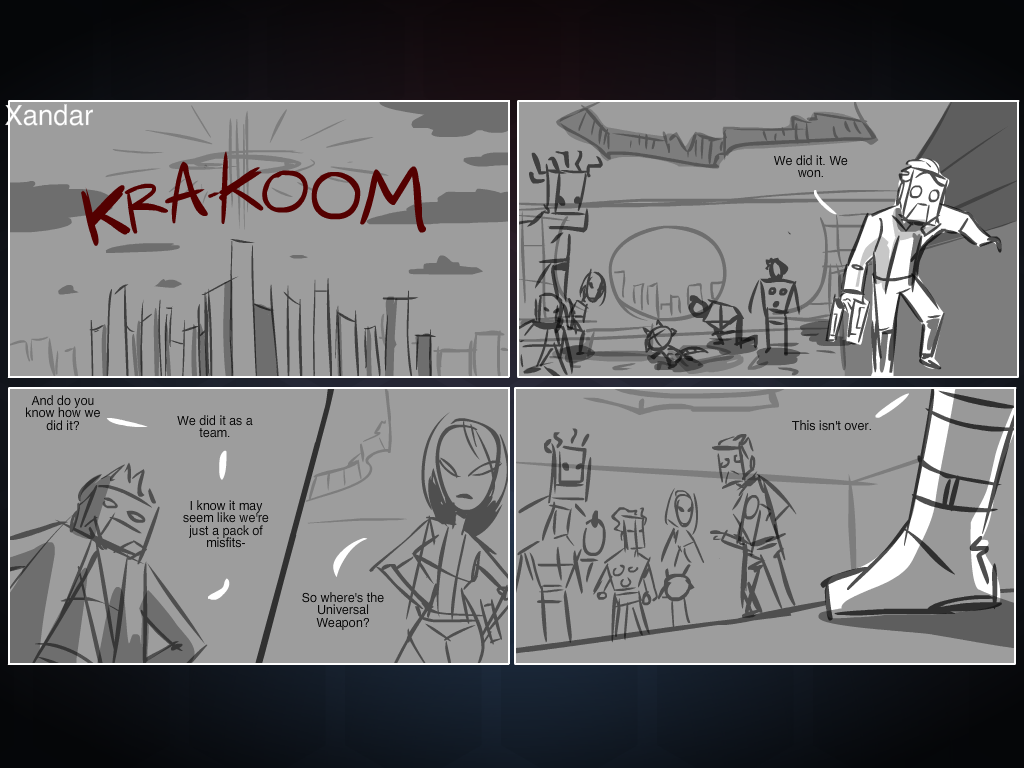 Xandar
KRA-KOOM
We did it. We
won.
And do you
know how we
did it?
We did it as a
team.
I know it may
seem like we're
just a pack of
misfits-
So where's the
Universal
Weapon?
This isn't over.